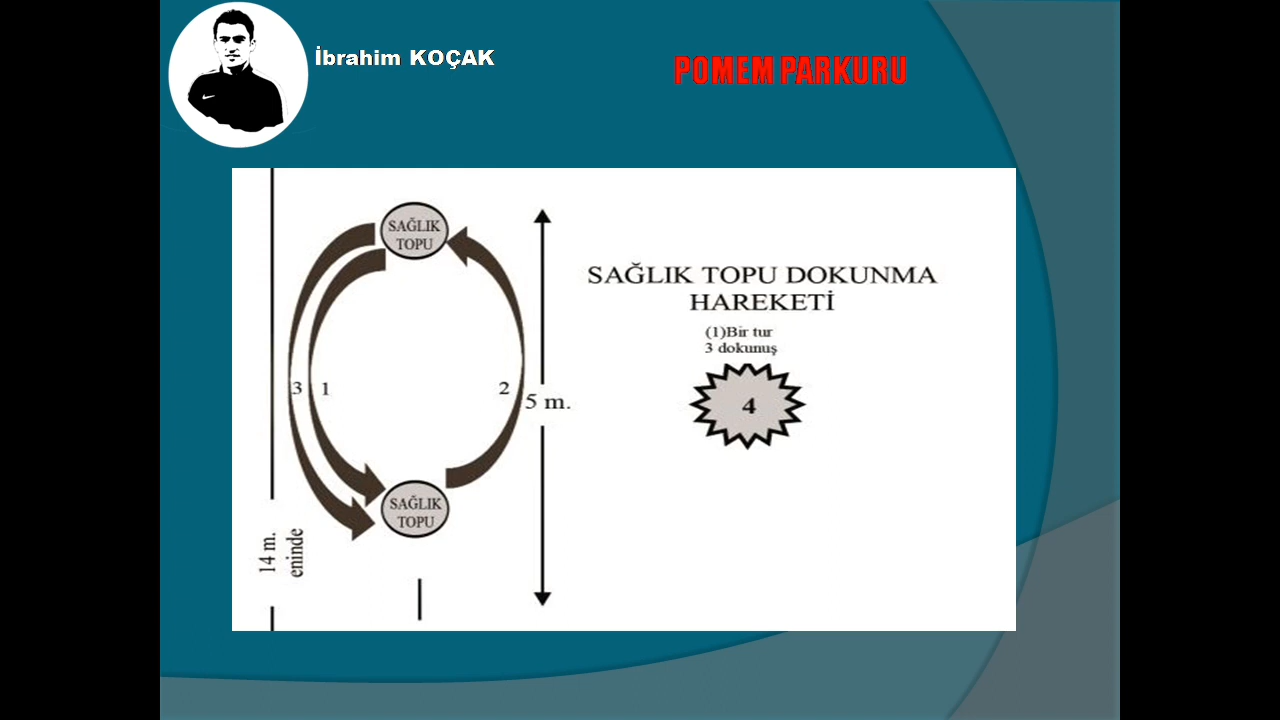 İbrahim KOÇAK
POMEM PARKURU
SAĞLIK
TOPU
SAĞLIK TOPU DOKUNMA
HAREKETİ
(1)Bir tur
3 dokunuş
3 1
2
5 m.
4
SAĞLIK
TOPU
14 m.
eninde